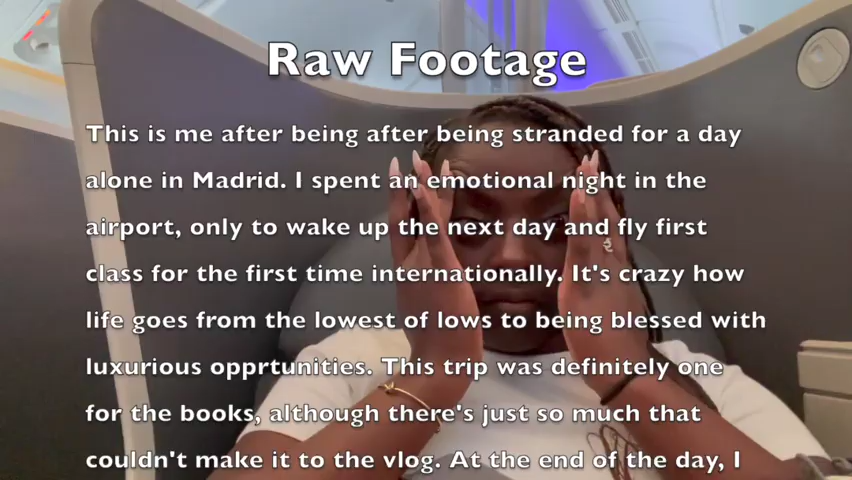 Raw Footage
This is me after being after being stranded for a day
alone in Madrid. I spent an emotional night in the
airport, only to wake up the next day and fly first
class for the first time internationally. It's crazy how
life goes from the lowest of lows to being blessed with
luxurious opprtunities. This trip was definitely one
for the books, although there's just so much that
couldn't make it to the vlog. At the end of the day, I